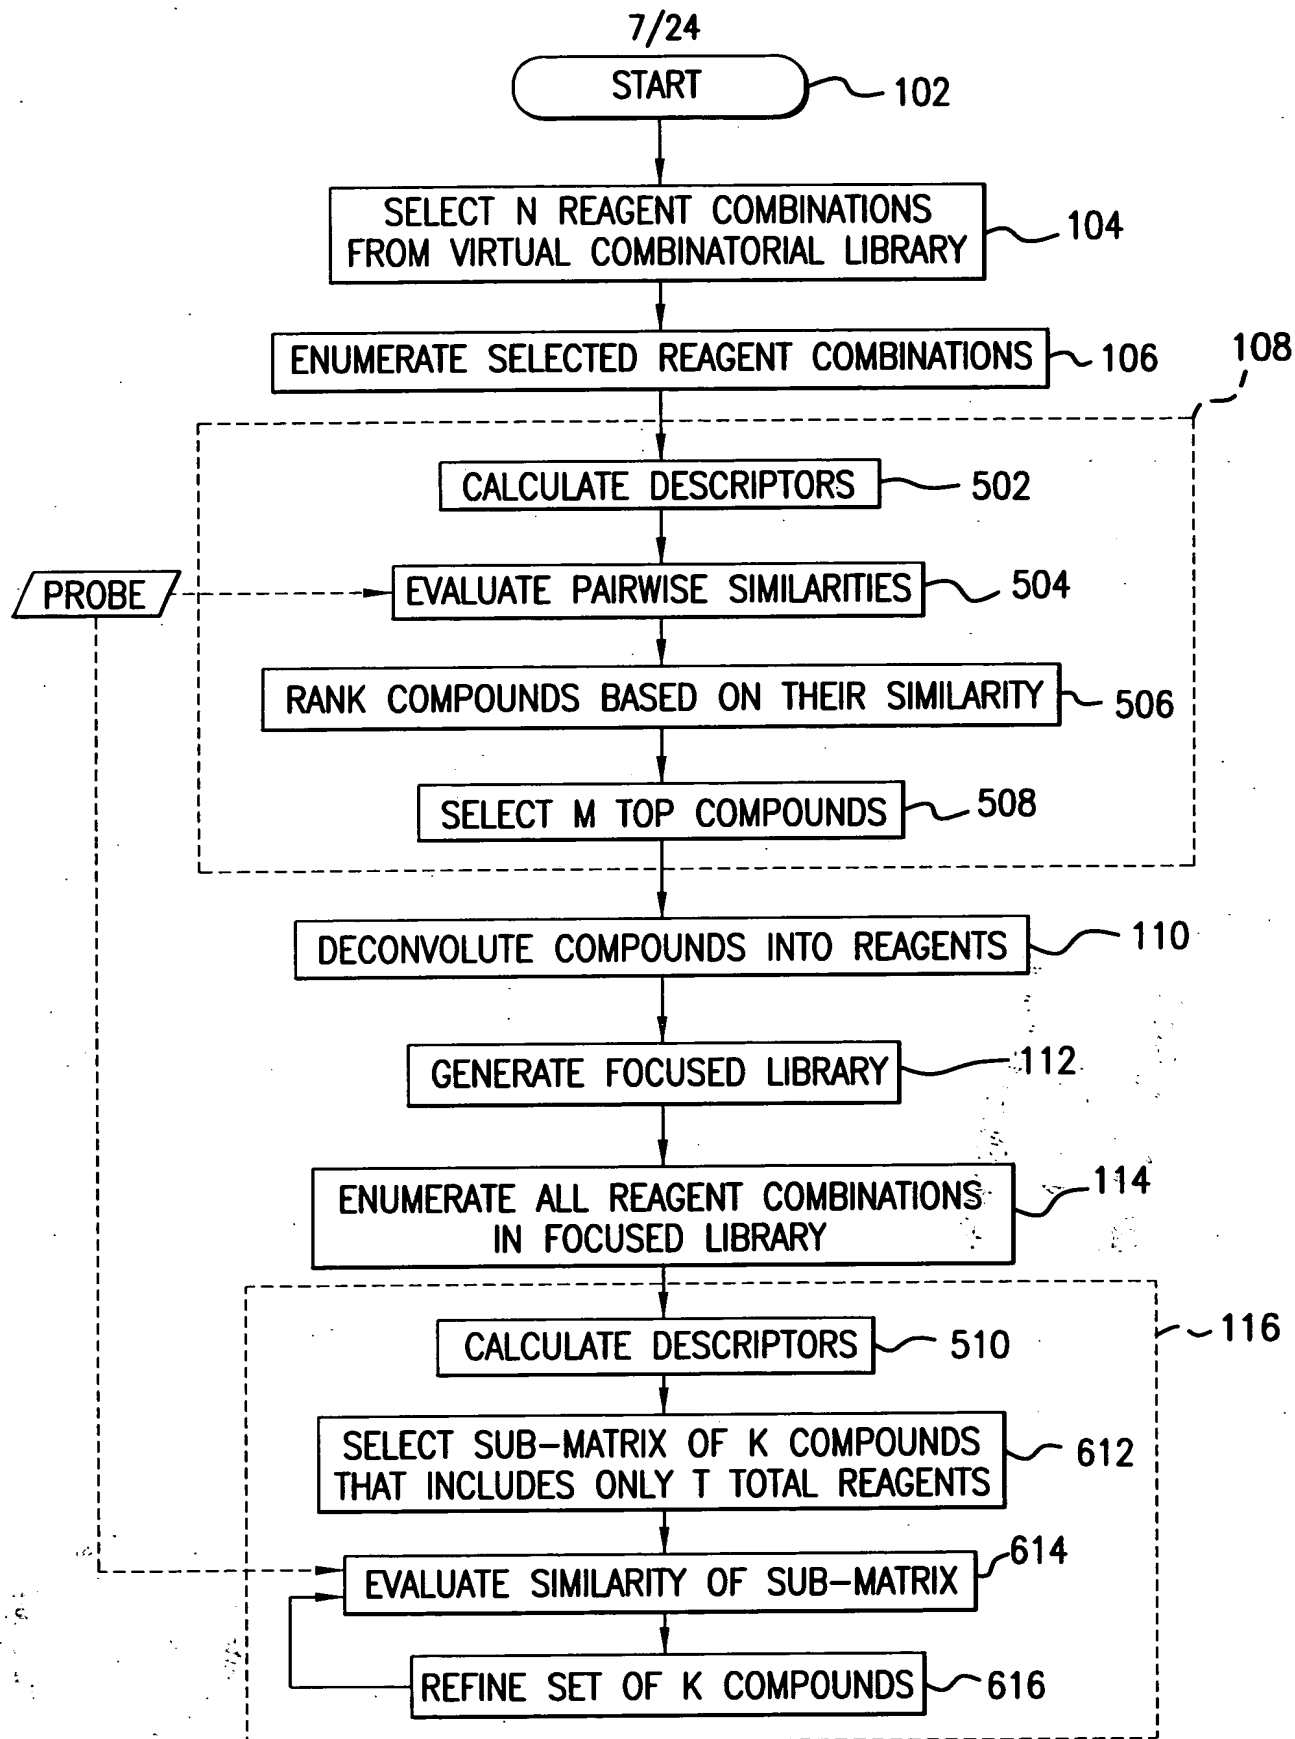 7/24
START
102
SELECT N REAGENT COMBINATIONS
FROM VIRTUAL COMBINATORIAL LIBRARY
104
ENUMERATE SELECTED REAGENT COMBINATIONS
106
108
CALCULATE DESCRIPTORS
502
PROBE
EVALUATE PAIRWISE SIMILARITIES
504
RANK COMPOUNDS BASED ON THEIR SIMILARITY
506
SELECT M TOP COMPOUNDS
508
DECONVOLUTE COMPOUNDS INTO REAGENTS
110
GENERATE FOCUSED LIBRARY
112
ENUMERATE ALL REAGENT COMBINATIONS
IN FOCUSED LIBRARY
114
116
CALCULATE DESCRIPTORS
510
SELECT SUB-MATRIX OF K COMPOUNDS
THAT INCLUDES ONLY T TOTAL REAGENTS
612
EVALUATE SIMILARITY OF SUB-MATRIX
614
REFINE SET OF K COMPOUNDS
616